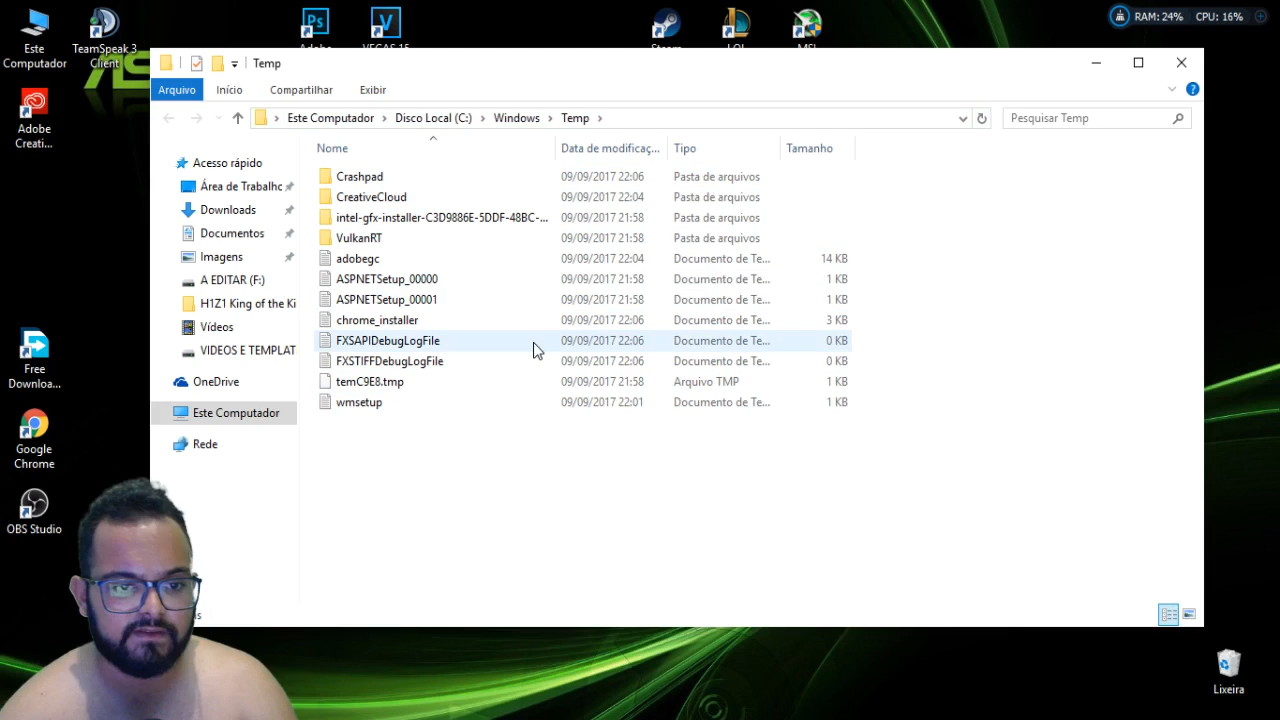 RAM: 24% CPU: 16%
Este
Computador
TeamSpeak 3
Client
Adobe
VEGAS 15
Steam
LOL
MSI
Temp
Arquivo Início Compartilhar Exibir
Este Computador > Disco Local (C:) > Windows > Temp >
Pesquisar Temp
Nome Data de modificaç... Tipo Tamanho
Crashpad 09/09/2017 22:06 Pasta de arquivos
CreativeCloud 09/09/2017 22:04 Pasta de arquivos
intel-gfx-installer-C3D9886E-5DDF-48BC-... 09/09/2017 21:58 Pasta de arquivos
VulkanRT 09/09/2017 21:58 Pasta de arquivos
adobegc 09/09/2017 22:04 Documento de Te... 14 KB
ASPNETSetup_00000 09/09/2017 21:58 Documento de Te... 1 KB
ASPNETSetup_00001 09/09/2017 21:58 Documento de Te... 1 KB
chrome_installer 09/09/2017 22:06 Documento de Te... 3 KB
FXSAPIDebugLogFile 09/09/2017 22:06 Documento de Te... 0 KB
FXSTIFFDebugLogFile 09/09/2017 22:06 Documento de Te... 0 KB
temC9E8.tmp 09/09/2017 21:58 Arquivo TMP 1 KB
wmsetup 09/09/2017 22:01 Documento de Te... 1 KB
Acesso rápido
Área de Trabalho
Downloads
Documentos
Imagens
A EDITAR (F:)
H1Z1 King of the Ki
Vídeos
VIDEOS E TEMPLAT
OneDrive
Este Computador
Rede
Adobe
Creati...
Free
Downloa...
Google
Chrome
OBS Studio
Lixeira